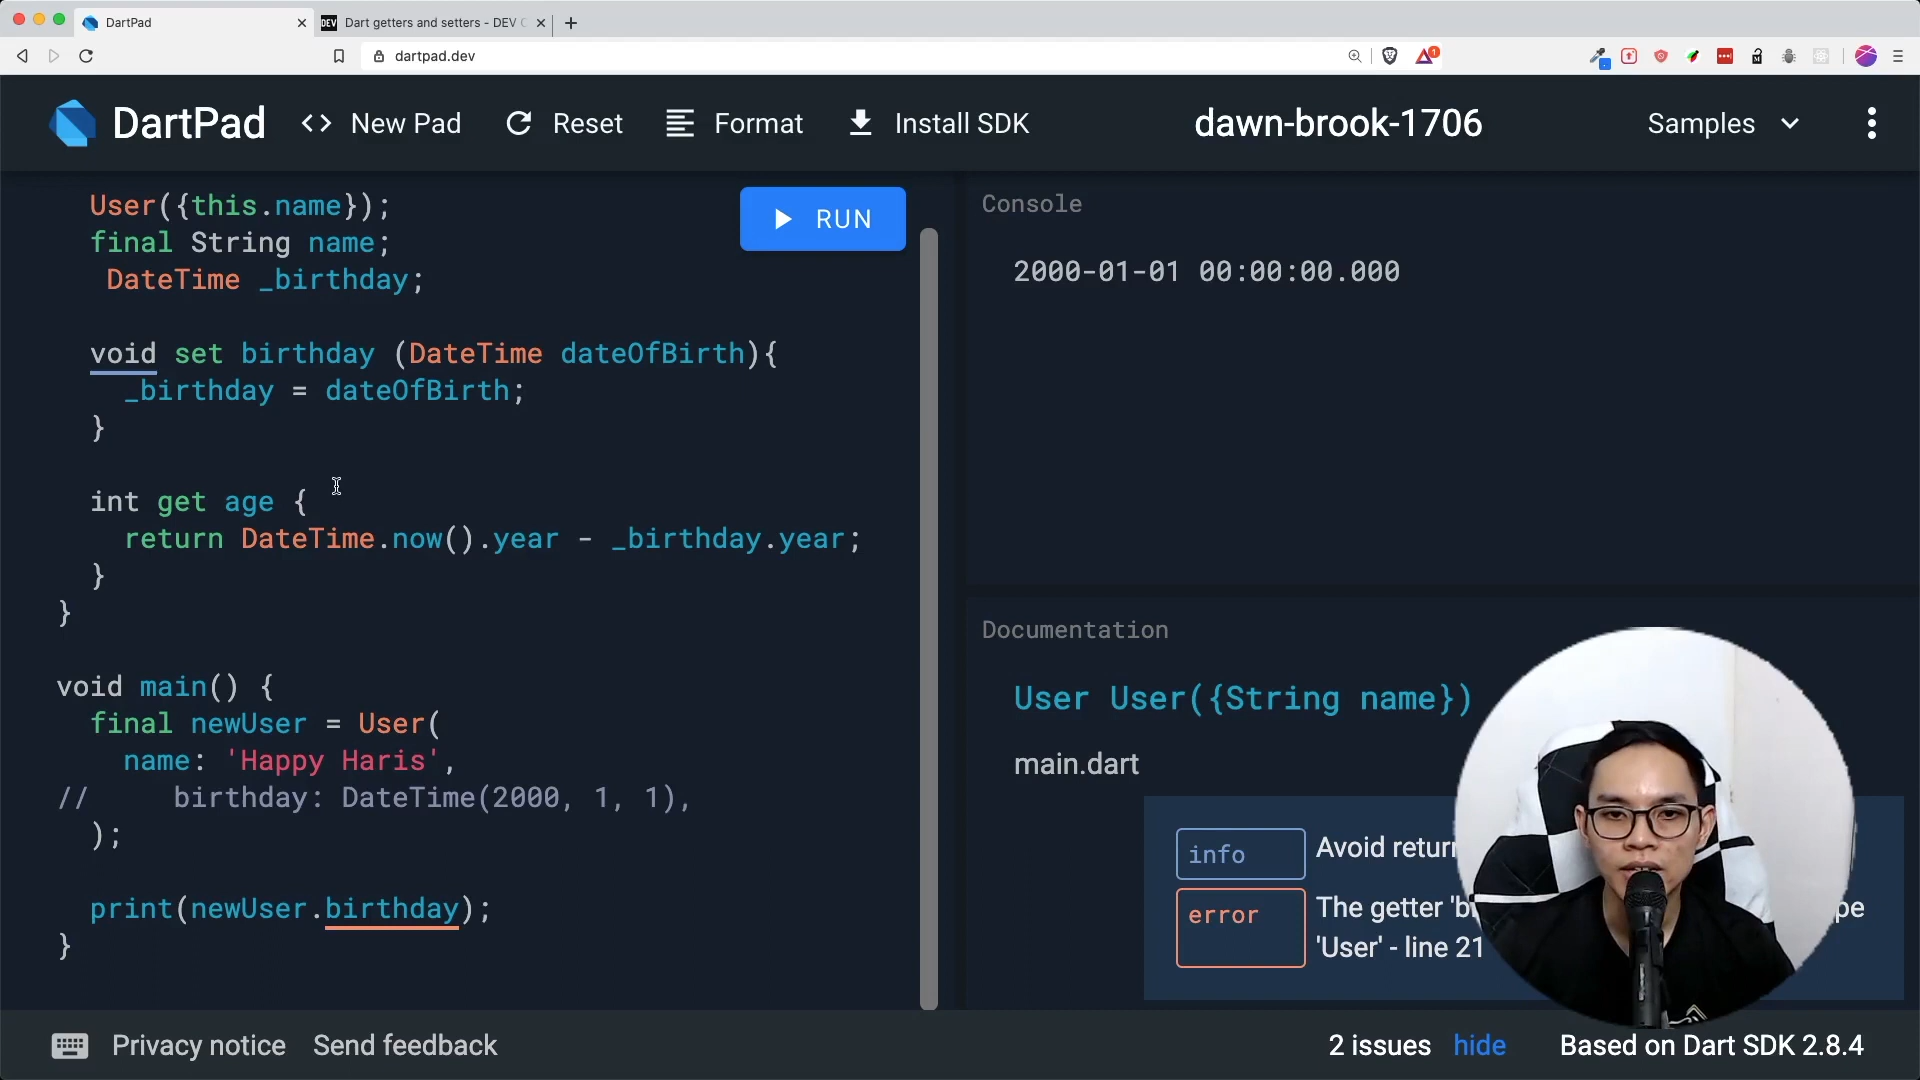 DartPad
Dart getters and setters - DEV
dartpad.dev
DartPad
<> New Pad
Reset
Format
Install SDK
dawn-brook-1706
Samples
User({this.name});
final String name;
DateTime _birthday;
void set birthday (DateTime dateOfBirth){
_birthday = dateOfBirth;
}
int get age {
return DateTime.now().year - _birthday.year;
}
}
void main() {
final newUser = User(
name: 'Happy Haris',
// birthday: DateTime(2000, 1, 1),
);
print(newUser.birthday);
}
RUN
Console
2000-01-01 00:00:00.000
Documentation
User User({String name})
main.dart
info Avoid
error The getter
'User' - line 21
Privacy notice
Send feedback
2 issues hide
Based on Dart SDK 2.8.4